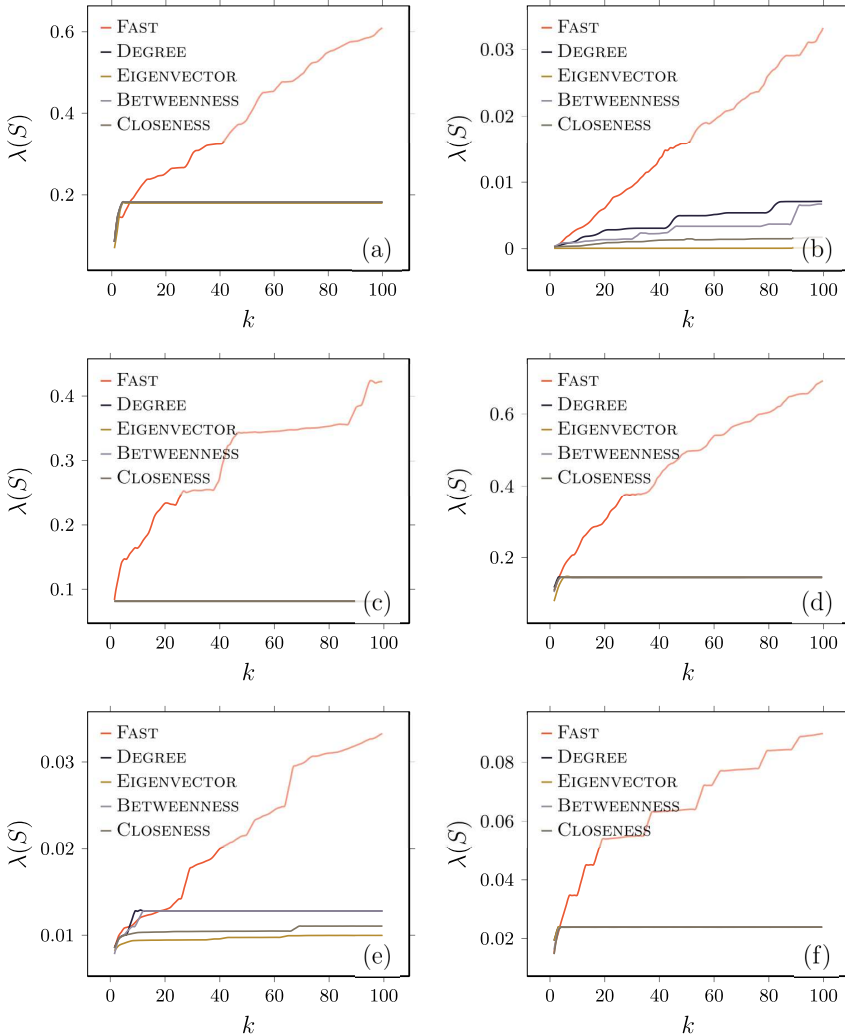 FAST
DEGREE
EIGENVECTOR
BETWEENNESS
CLOSENESS
0.6
0.4
0.2
λ(S)
(a)
0 20 40 60 80 100
k
FAST
DEGREE
EIGENVECTOR
BETWEENNESS
CLOSENESS
0.03
0.02
0.01
0
λ(S)
(b)
0 20 40 60 80 100
k
FAST
DEGREE
EIGENVECTOR
BETWEENNESS
CLOSENESS
0.4
0.3
0.2
0.1
λ(S)
(c)
0 20 40 60 80 100
k
FAST
DEGREE
EIGENVECTOR
BETWEENNESS
CLOSENESS
0.6
0.4
0.2
λ(S)
(d)
0 20 40 60 80 100
k
FAST
DEGREE
EIGENVECTOR
BETWEENNESS
CLOSENESS
0.03
0.02
0.01
λ(S)
(e)
0 20 40 60 80 100
k
FAST
DEGREE
EIGENVECTOR
BETWEENNESS
CLOSENESS
0.08
0.06
0.04
0.02
λ(S)
(f)
0 20 40 60 80 100
k